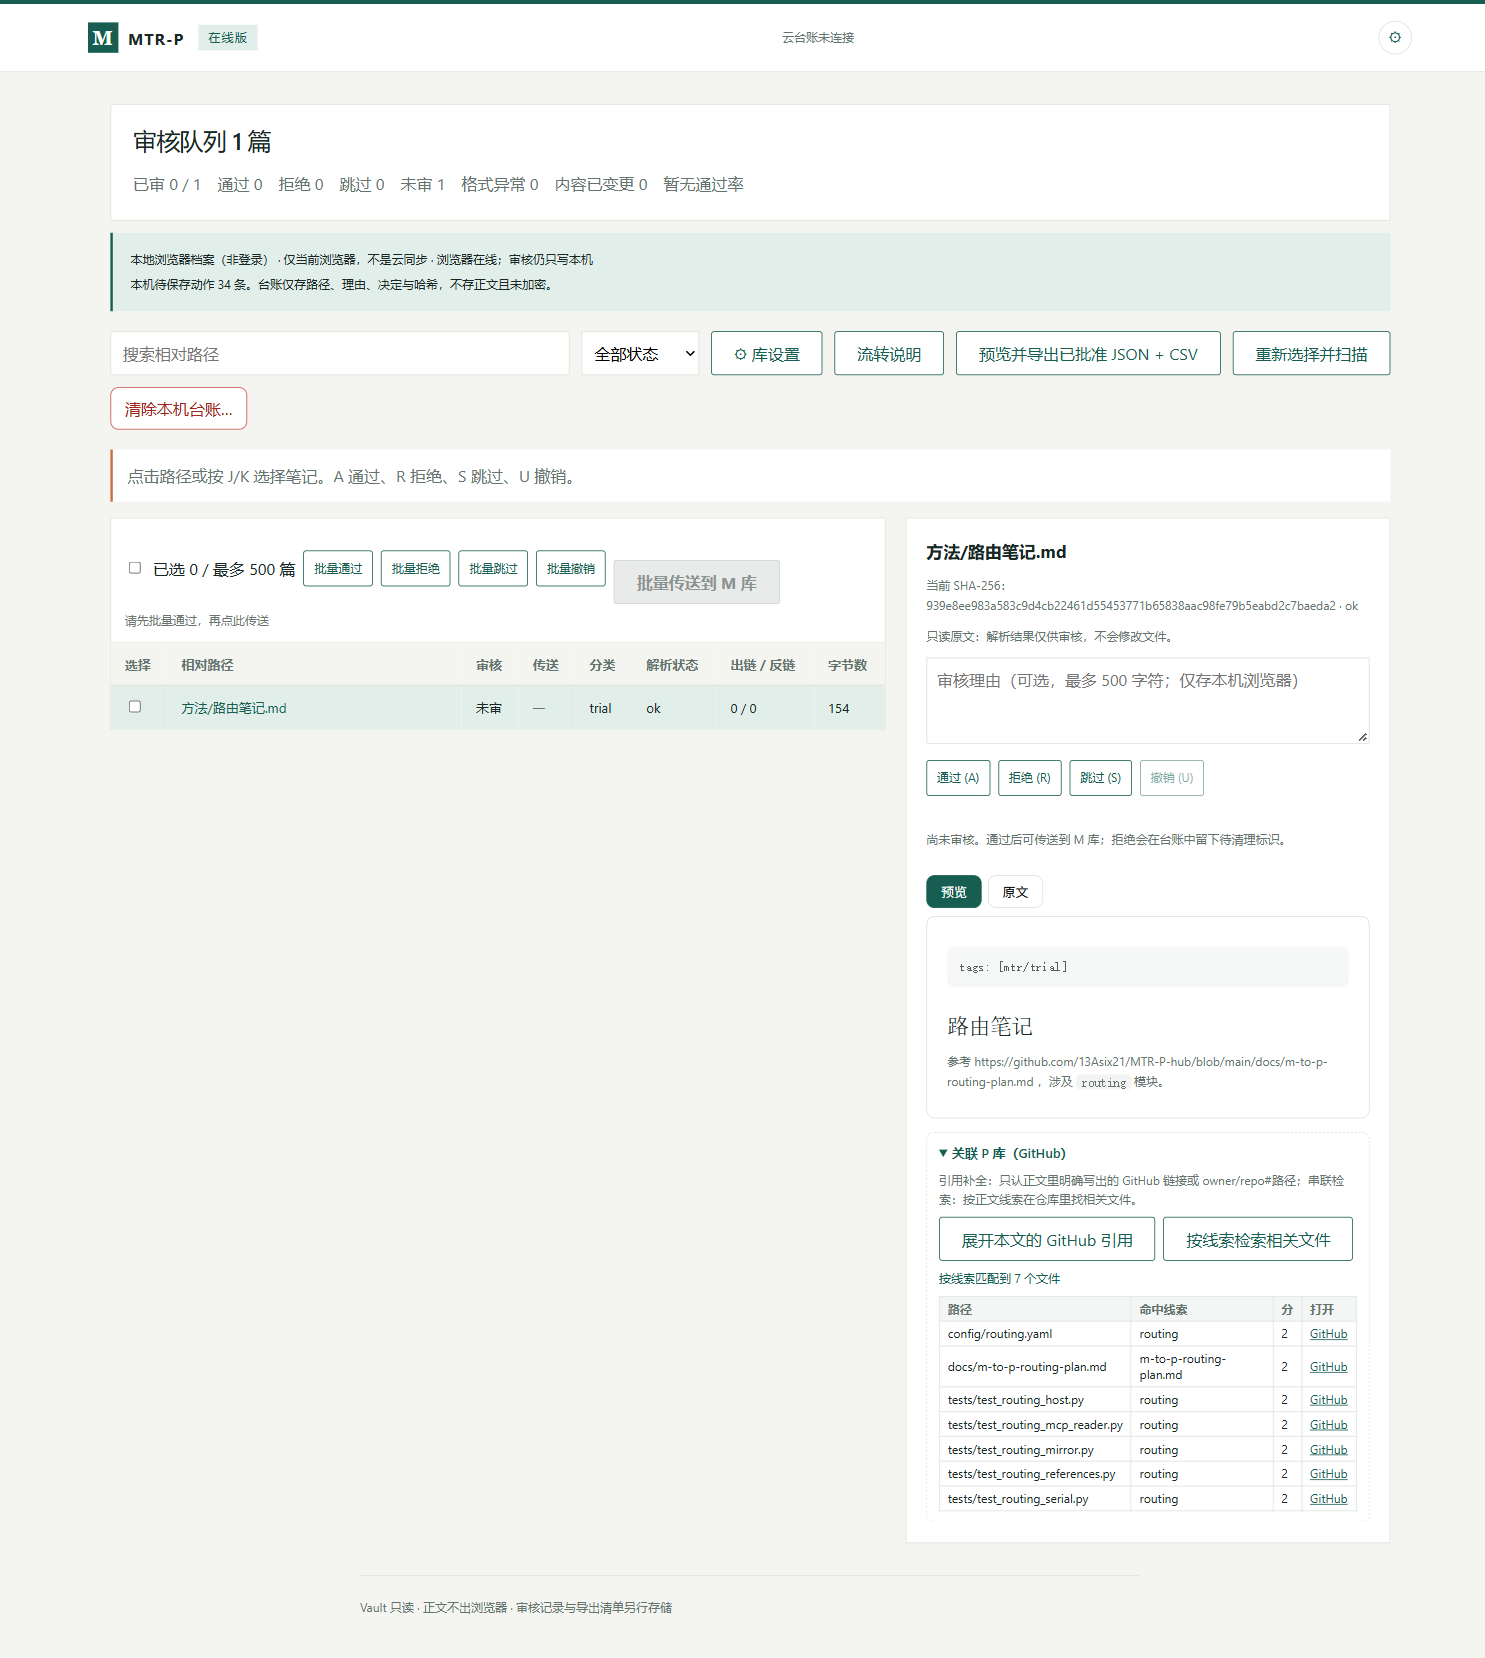 M MTR-P 在线版 云台账未连接
审核队列 1 篇
已审 0 / 1 通过 0 拒绝 0 跳过 0 未审 1 格式异常 0 内容已变更 0 暂无通过率
本地浏览器档案（非登录） · 仅当前浏览器，不是云同步 · 浏览器在线；审核仍只写本机
本机待保存动作 34 条。台账仅存路径、理由、决定与哈希，不存正文且未加密。
搜索相对路径 全部状态 库设置 流转说明 预览并导出已批准 JSON + CSV 重新选择并扫描
清除本机台账...
点击路径或按 J/K 选择笔记。A 通过、R 拒绝、S 跳过、U 撤销。
已选 0 / 最多 500 篇 批量通过 批量拒绝 批量跳过 批量撤销 批量传送到 M 库
请先批量通过，再点此传送
选择 相对路径 审核 传送 分类 解析状态 出链 / 反链 字节数
方法/路由笔记.md 未审 — trial ok 0 / 0 154
方法/路由笔记.md
当前 SHA-256：
939e8ee983a583c9d4cb22461d55453771b65838aac98fe79b5eabd2c7baeda2 · ok
只读原文：解析结果仅供审核，不会修改文件。
审核理由（可选，最多 500 字符；仅存本机浏览器）
通过 (A) 拒绝 (R) 跳过 (S) 撤销 (U)
尚未审核。通过后可传送到 M 库；拒绝会在台账中留下待清理标识。
预览 原文
tags: [mtr/trial]
路由笔记
参考 https://github.com/13Asix21/MTR-P-hub/blob/main/docs/m-to-p-
routing-plan.md ，涉及 routing 模块。
▼ 关联 P 库（GitHub）
引用补全：只认正文里明确写出的 GitHub 链接或 owner/repo#路径；串联检
索：按正文线索在仓库里找相关文件。
展开本文的 GitHub 引用 按线索检索相关文件
按线索匹配到 7 个文件
路径 命中线索 分 打开
config/routing.yaml routing 2 GitHub
docs/m-to-p-routing-plan.md m-to-p-routing-
plan.md 2 GitHub
tests/test_routing_host.py routing 2 GitHub
tests/test_routing_mcp_reader.py routing 2 GitHub
tests/test_routing_mirror.py routing 2 GitHub
tests/test_routing_references.py routing 2 GitHub
tests/test_routing_serial.py routing 2 GitHub
Vault 只读 · 正文不出浏览器 · 审核记录与导出清单另行存储